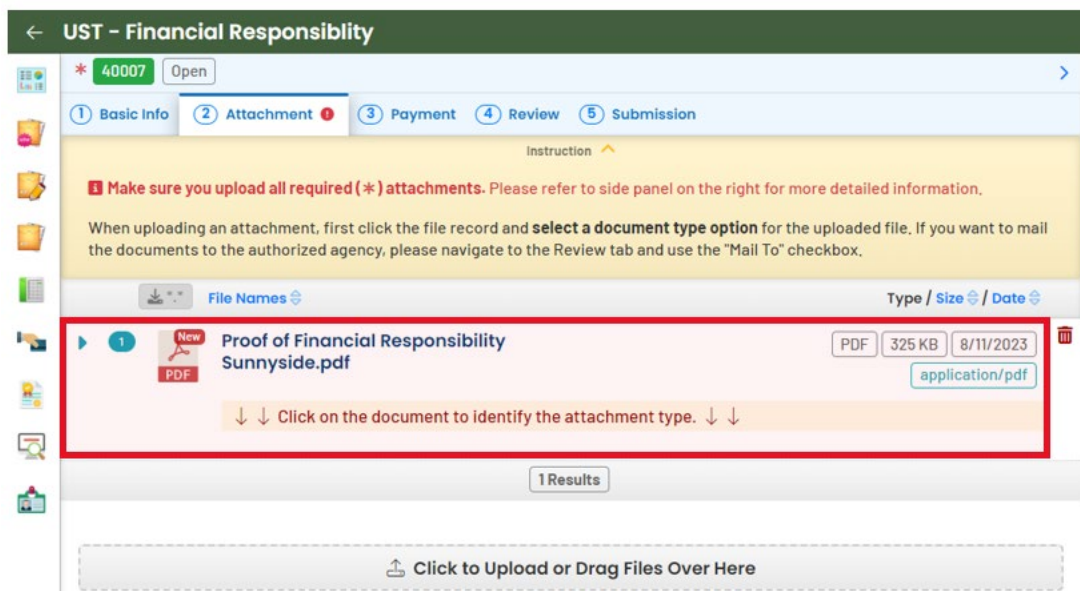 ← UST - Financial Responsiblity
* 40007 Open
1 Basic Info 2 Attachment 3 Payment 4 Review 5 Submission
Instruction
Make sure you upload all required (*) attachments. Please refer to side panel on the right for more detailed information.
When uploading an attachment, first click the file record and select a document type option for the uploaded file. If you want to mail
the documents to the authorized agency, please navigate to the Review tab and use the "Mail To" checkbox.
*.* File Names Type / Size / Date
1 New PDF Proof of Financial Responsibility PDF 325 KB 8/11/2023
Sunnyside.pdf application/pdf
↓ ↓ Click on the document to identify the attachment type. ↓ ↓
1 Results
Click to Upload or Drag Files Over Here